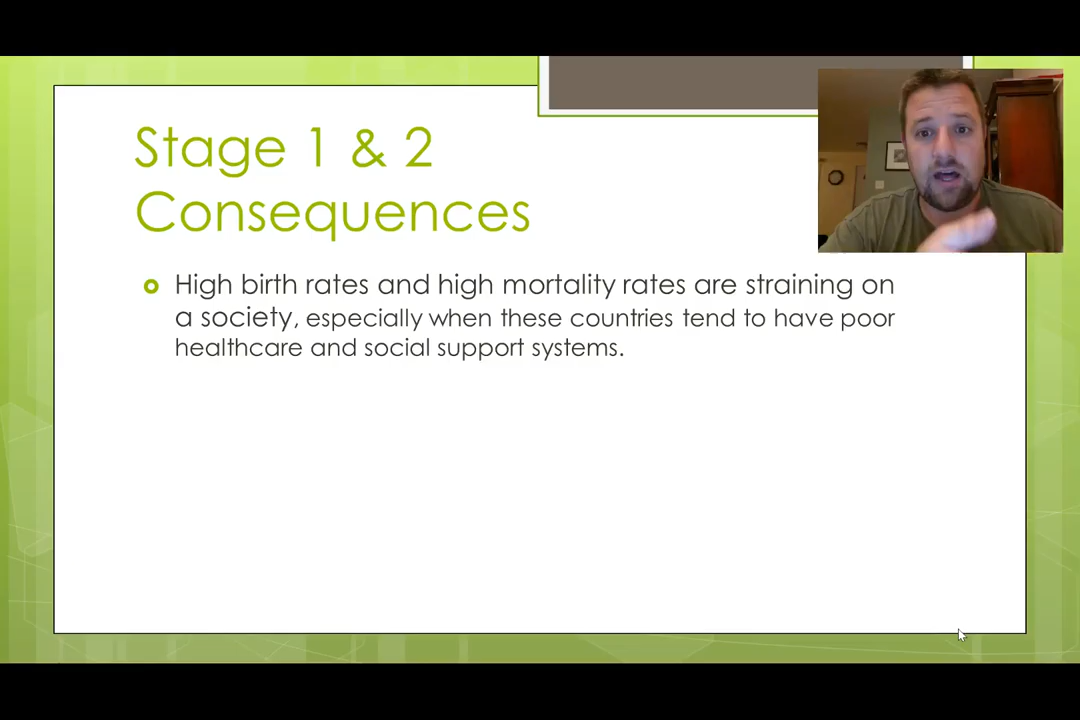 Stage 1 & 2
Consequences
High birth rates and high mortality rates are straining on
a society, especially when these countries tend to have poor
healthcare and social support systems.